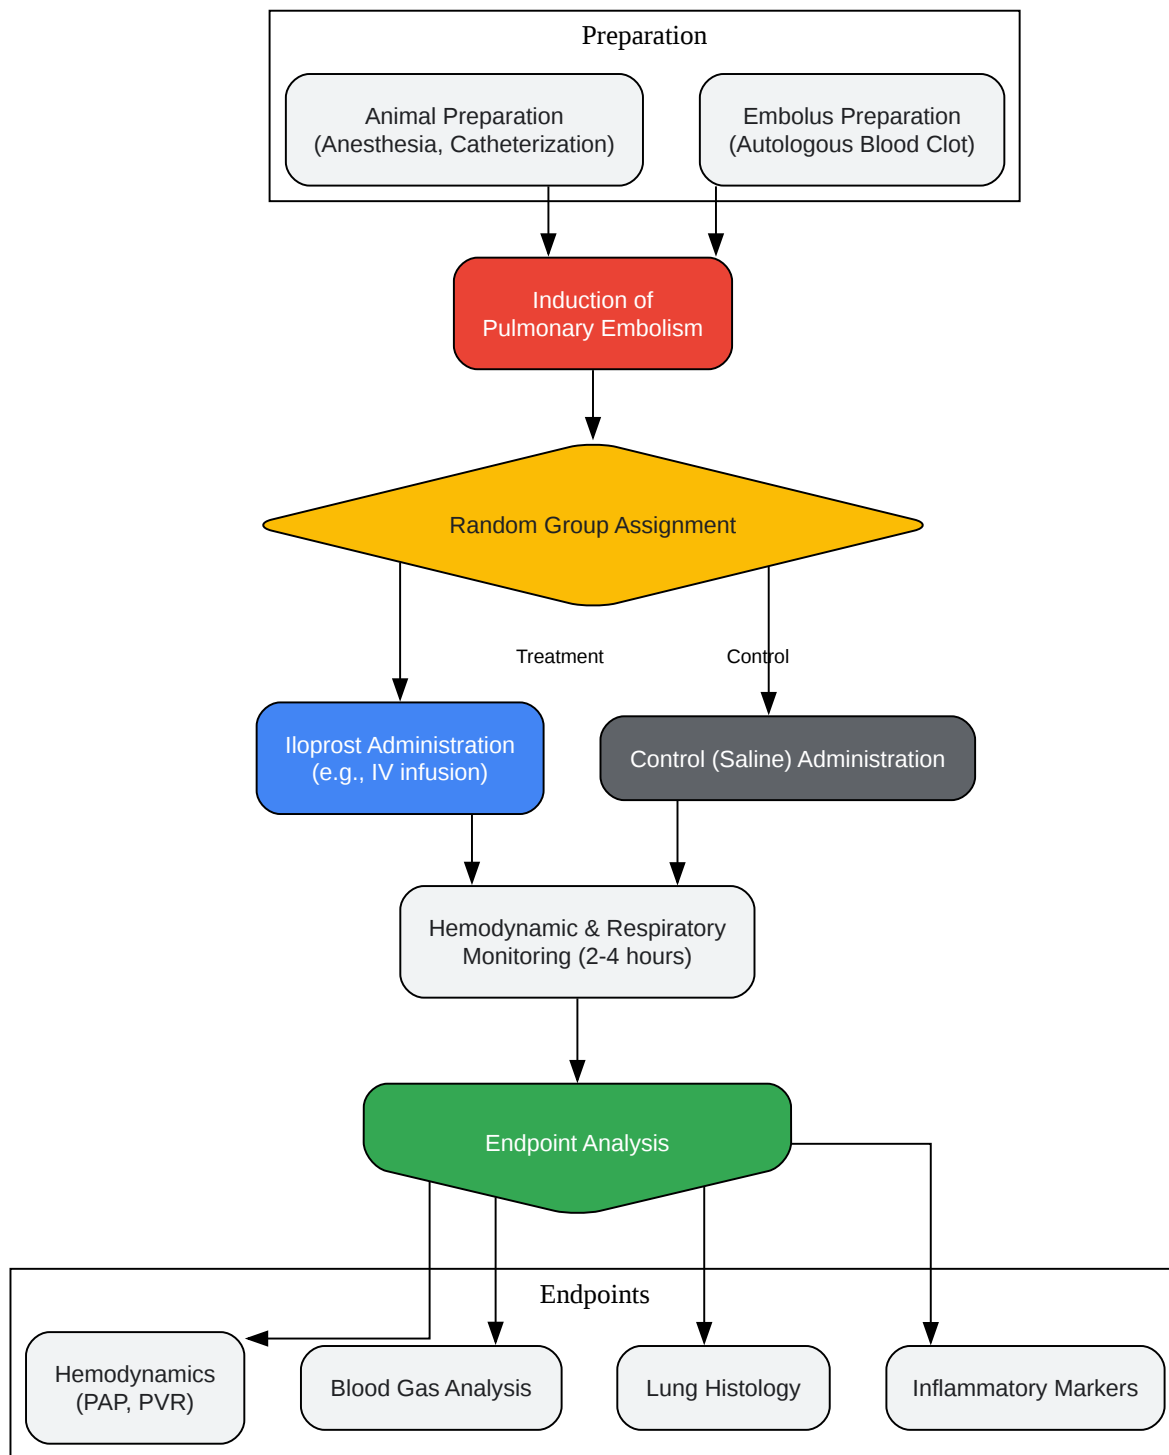 Preparation
Animal Preparation
(Anesthesia, Catheterization)
Embolus Preparation
(Autologous Blood Clot)
Induction of
Pulmonary Embolism
Random Group Assignment
Treatment
Control
Iloprost Administration
(e.g., IV infusion)
Control (Saline) Administration
Hemodynamic & Respiratory
Monitoring (2-4 hours)
Endpoint Analysis
Endpoints
Hemodynamics
(PAP, PVR)
Blood Gas Analysis
Lung Histology
Inflammatory Markers